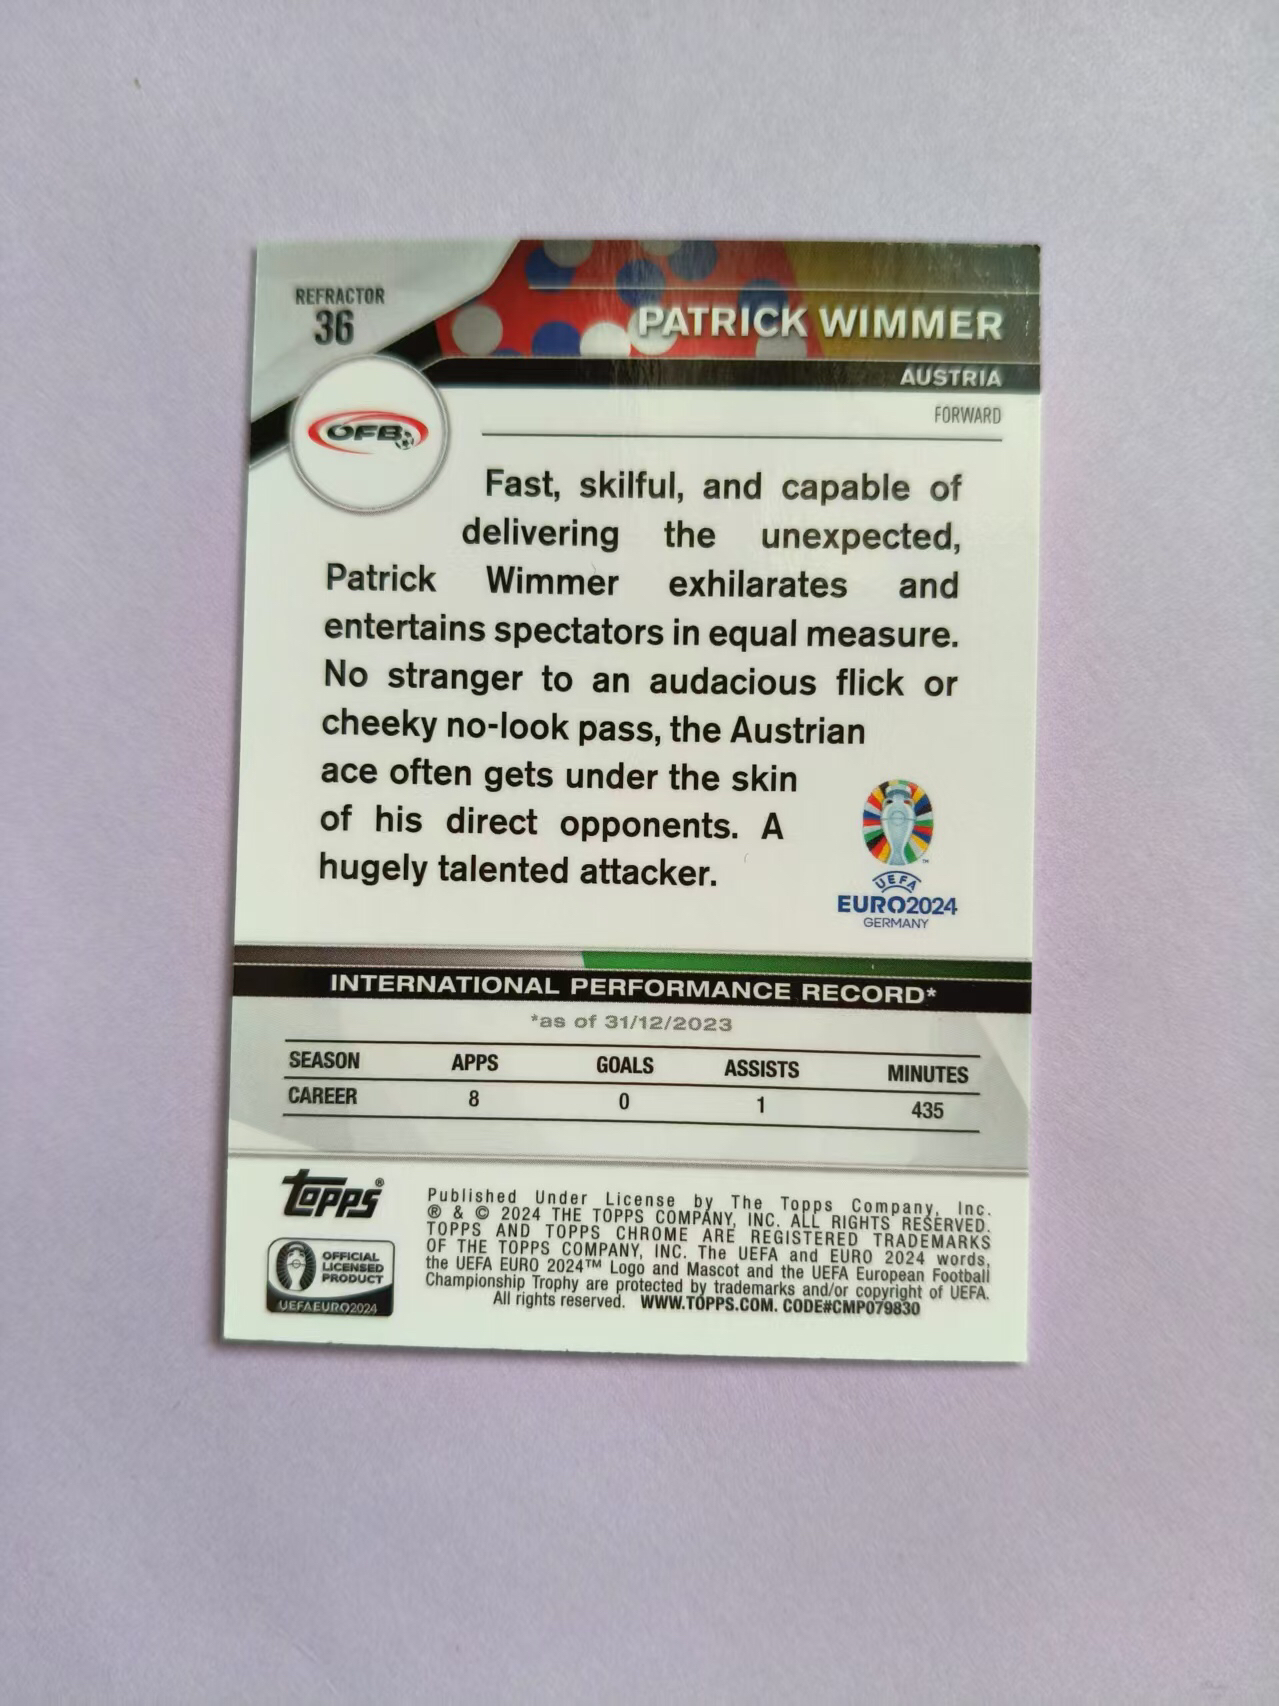 REFRACTOR
36
PATRICK WIMMER
AUSTRIA
FORWARD
ÖFB
Fast, skilful, and capable of
delivering the unexpected,
Patrick Wimmer exhilarates and
entertains spectators in equal measure.
No stranger to an audacious flick or
cheeky no-look pass, the Austrian
ace often gets under the skin
of his direct opponents. A
hugely talented attacker.
™
UEFA
EURO2024
GERMANY
INTERNATIONAL PERFORMANCE RECORD*
*as of 31/12/2023
SEASON APPS GOALS ASSISTS MINUTES
CAREER 8 0 1 435
topps®
OFFICIAL
LICENSED
PRODUCT
UEFAEURO2024
Published Under License by The Topps Company, Inc.
® & © 2024 THE TOPPS COMPANY, INC. ALL RIGHTS RESERVED.
TOPPS AND TOPPS CHROME ARE REGISTERED TRADEMARKS
OF THE TOPPS COMPANY, INC. The UEFA and EURO 2024 words,
the UEFA EURO 2024™ Logo and Mascot and the UEFA European Football
Championship Trophy are protected by trademarks and/or copyright of UEFA.
All rights reserved. WWW.TOPPS.COM. CODE#CMP079830